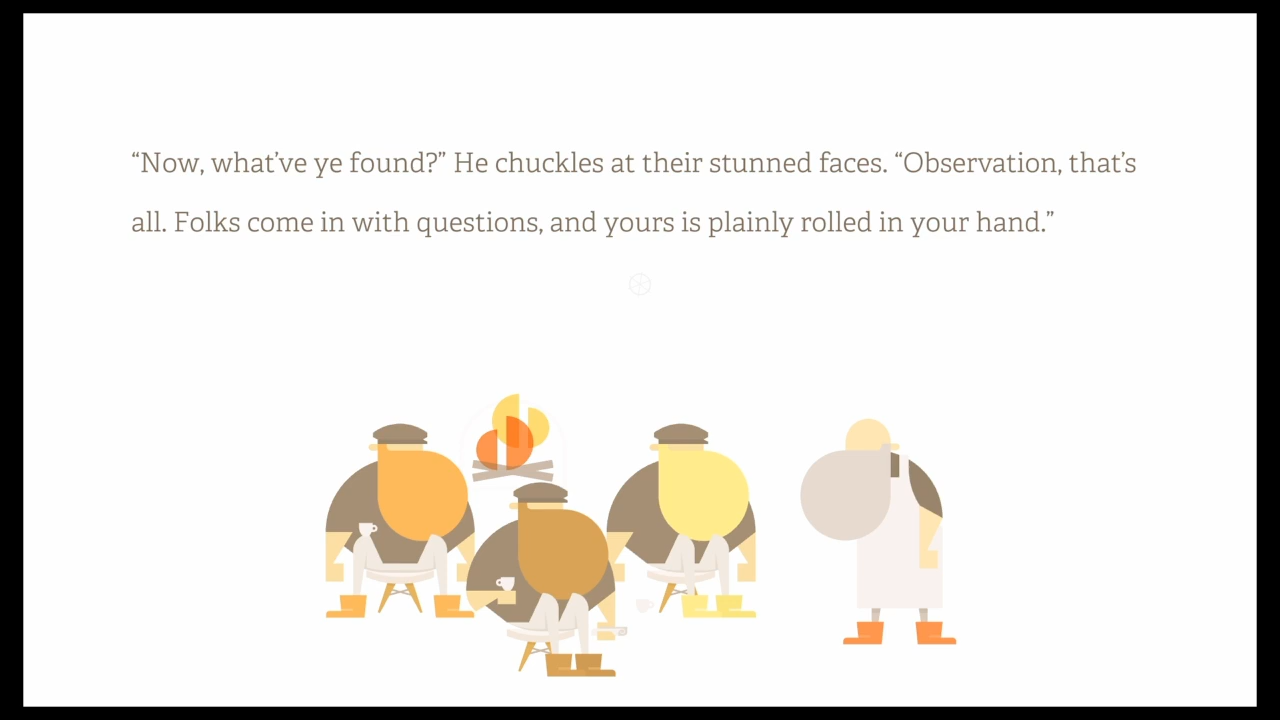 “Now, what’ve ye found?” He chuckles at their stunned faces. “Observation, that’s
all. Folks come in with questions, and yours is plainly rolled in your hand.”